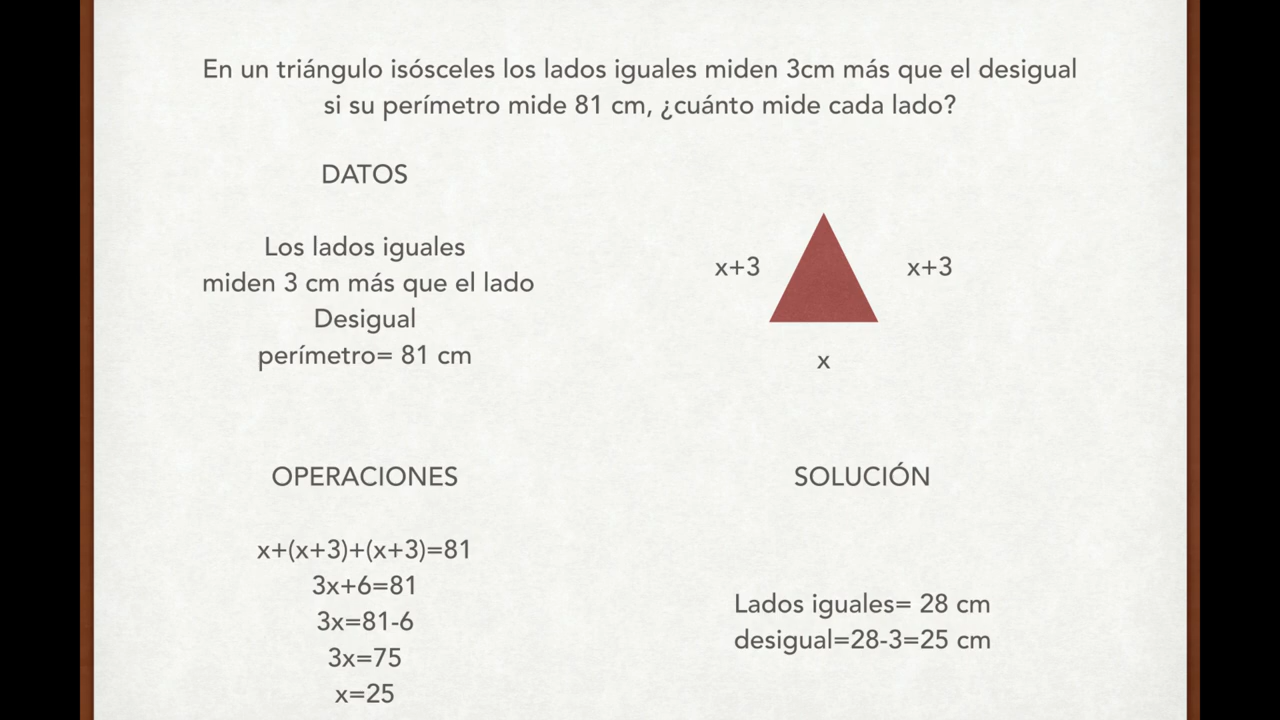 En un triángulo isósceles los lados iguales miden 3cm más que el desigual
si su perímetro mide 81 cm, ¿cuánto mide cada lado?
DATOS
Los lados iguales
miden 3 cm más que el lado
Desigual
perímetro= 81 cm
x+3
x+3
x
OPERACIONES
x+(x+3)+(x+3)=81
3x+6=81
3x=81-6
3x=75
x=25
SOLUCIÓN
Lados iguales= 28 cm
desigual=28-3=25 cm